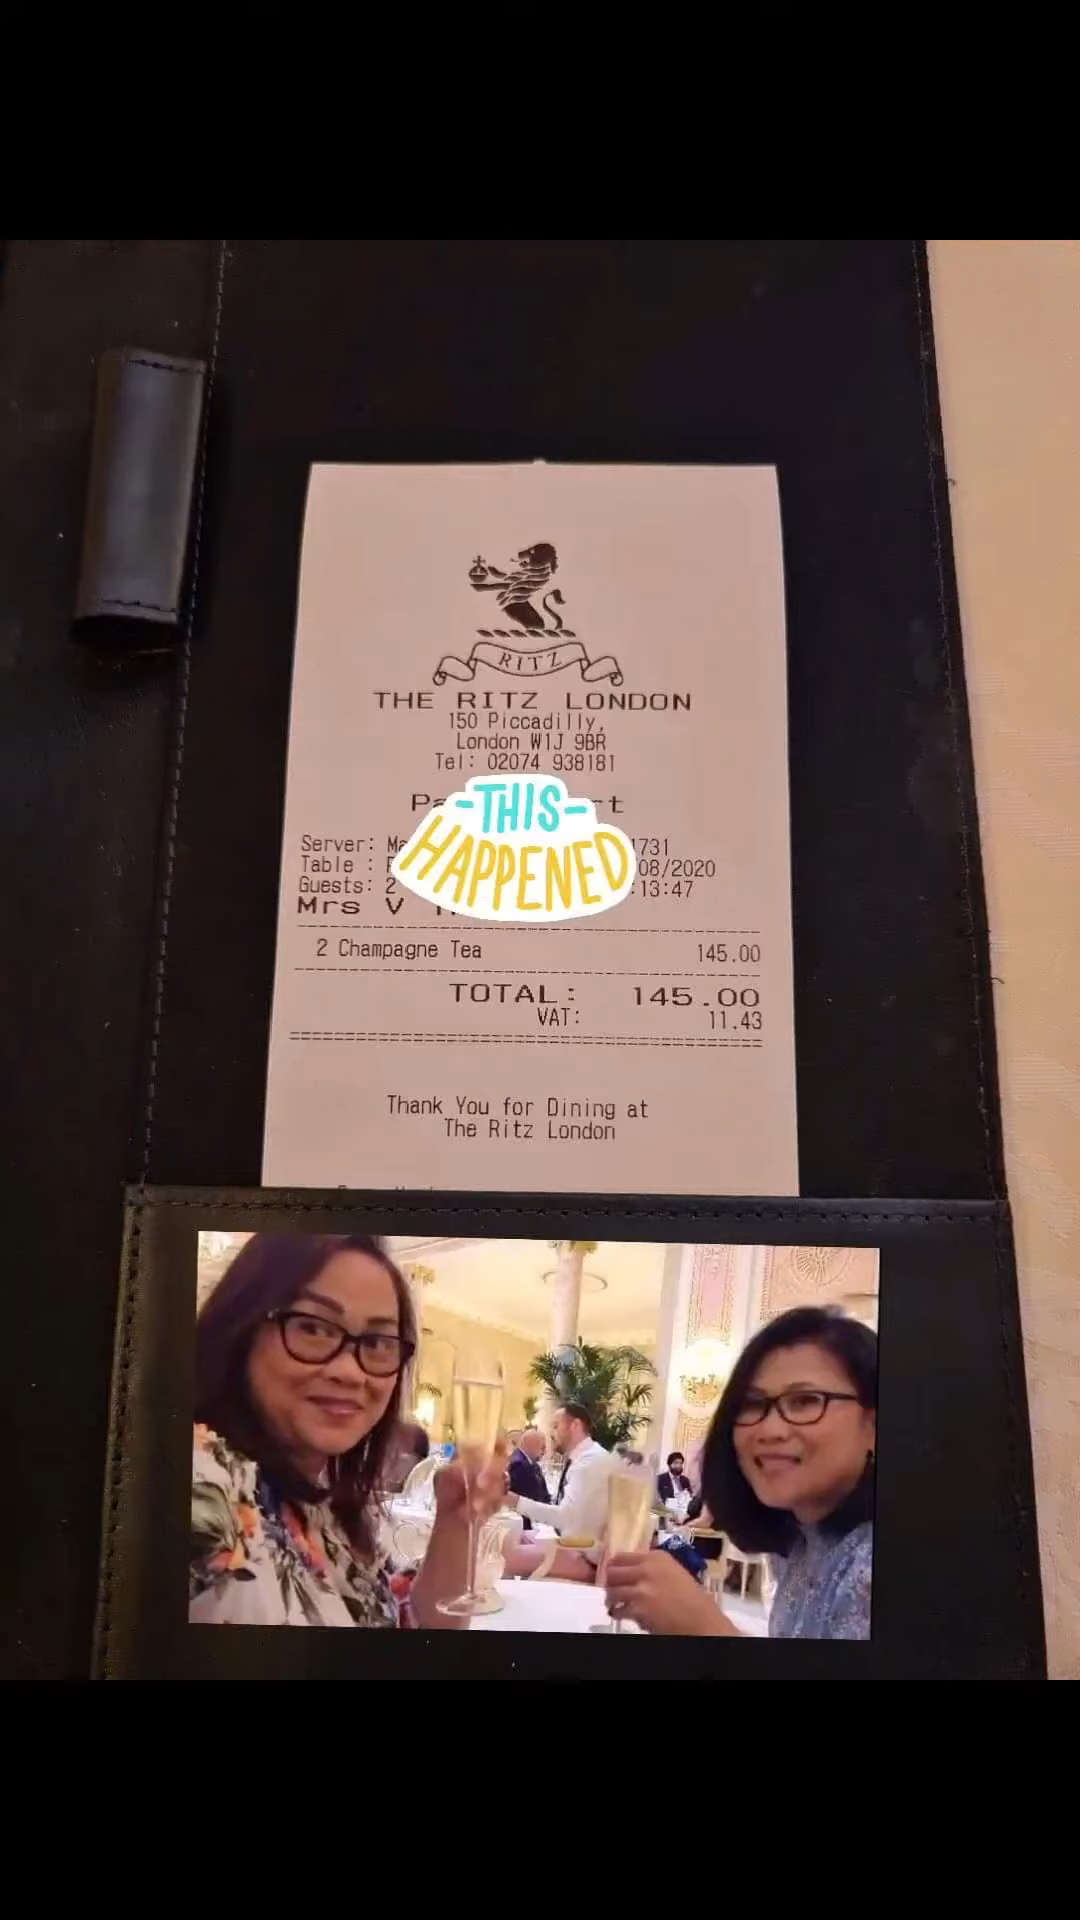 RITZ
THE RITZ LONDON
150 Piccadilly,
London W1J 9BR
Tel: 02074 938181
-THIS-
HAPPENED
Server:
Table :
Guests: 2
Mrs V
1731
08/2020
:13:47
2 Champagne Tea 145.00
TOTAL: 145.00
VAT: 11.43
Thank You for Dining at
The Ritz London